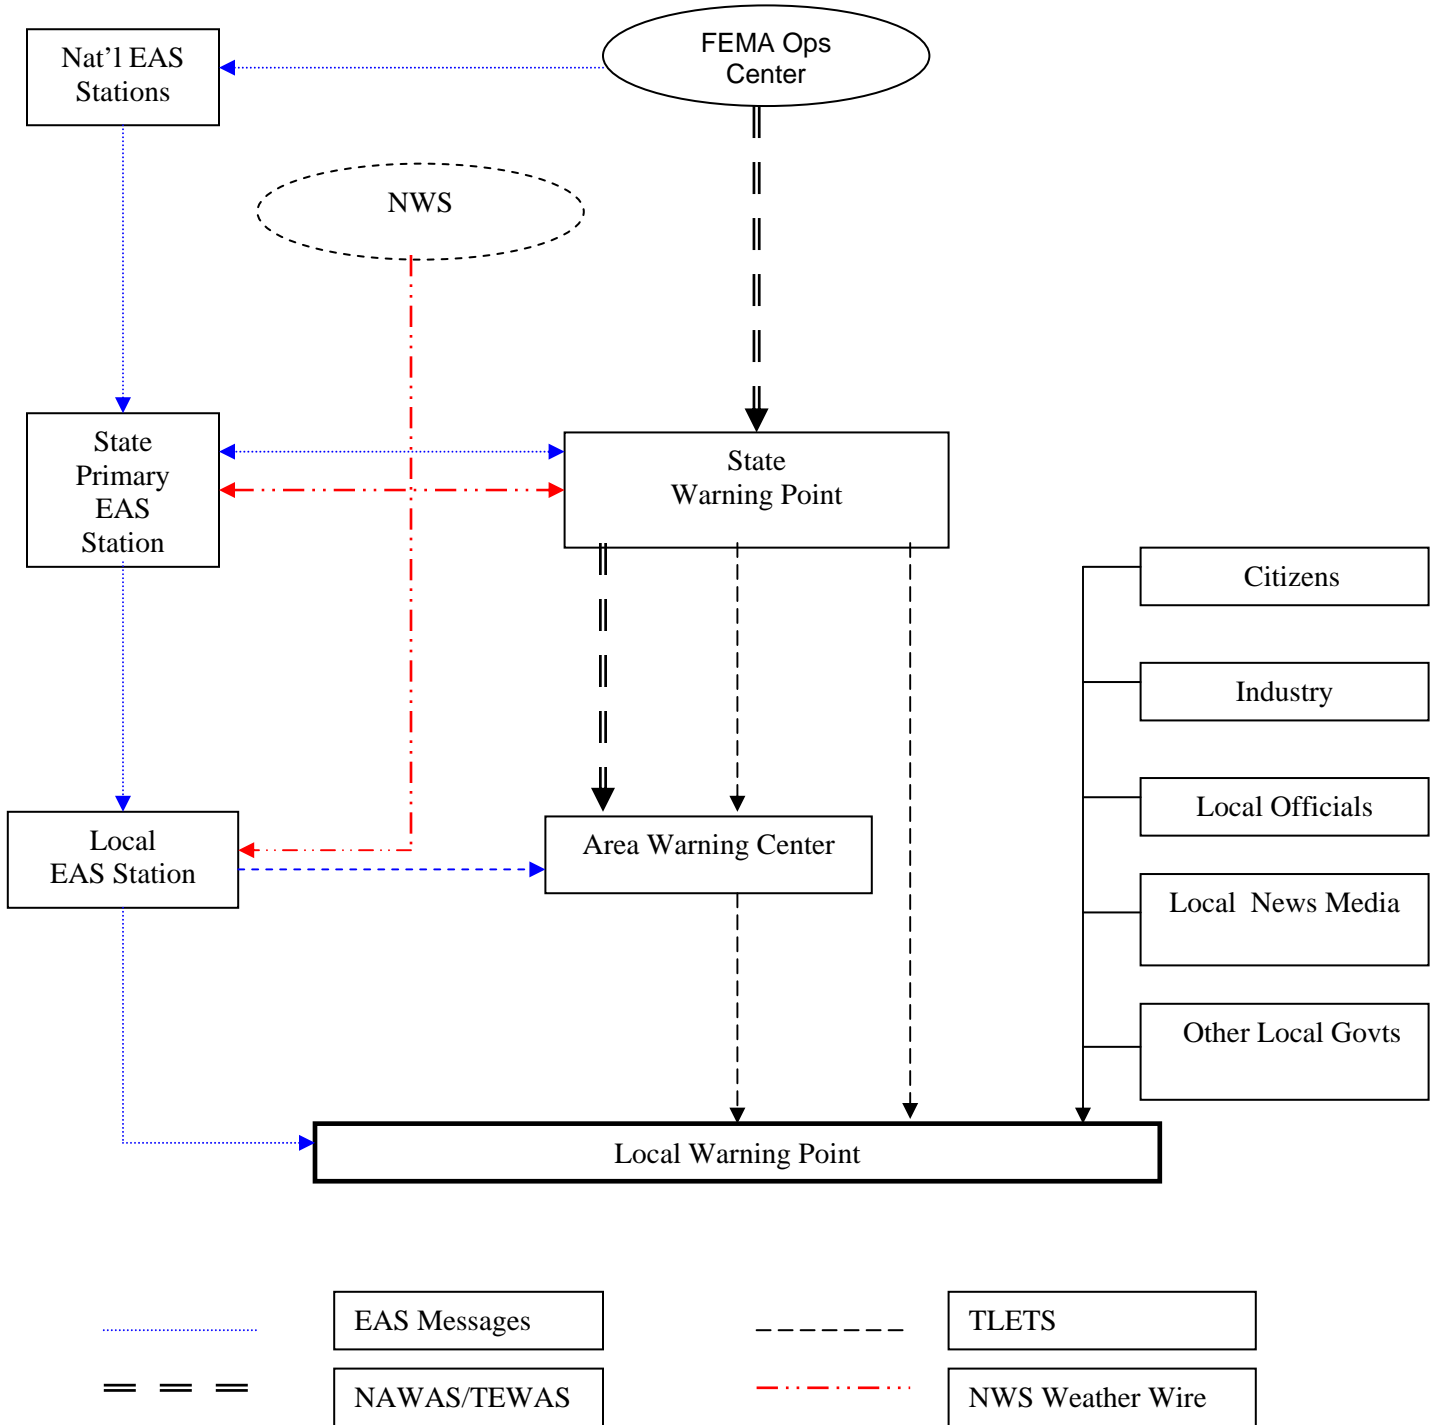 Nat’l EAS
Stations
FEMA Ops
Center
NWS
State
Primary
EAS
Station
State
Warning Point
Citizens
Industry
Local Officials
Local EAS Station
Area Warning Center
Local  News Media
Other Local Govts
Local Warning Point
EAS Messages
TLETS
NAWAS/TEWAS
NWS Weather Wire